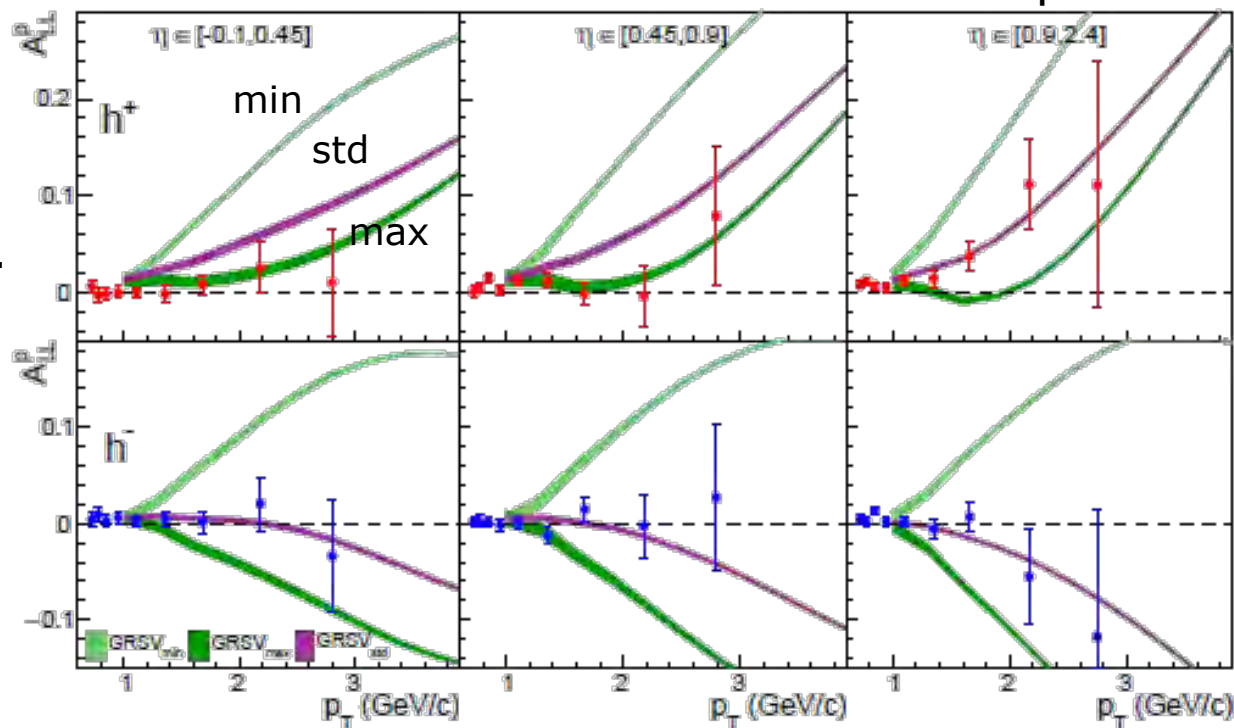 A^p_LL
η ∈ [-0.1,0.45]
η ∈ [0.45,0.9]
η ∈ [0.9,2.4]
0.2
0.1
0
h⁺
min
std
max
A^p_LL
0.1
0
−0.1
h⁻
GRSV_min GRSV_max GRSV_std
1 2 3
1 2 3
1 2 3
p_T (GeV/c)
p_T (GeV/c)
p_T (GeV/c)